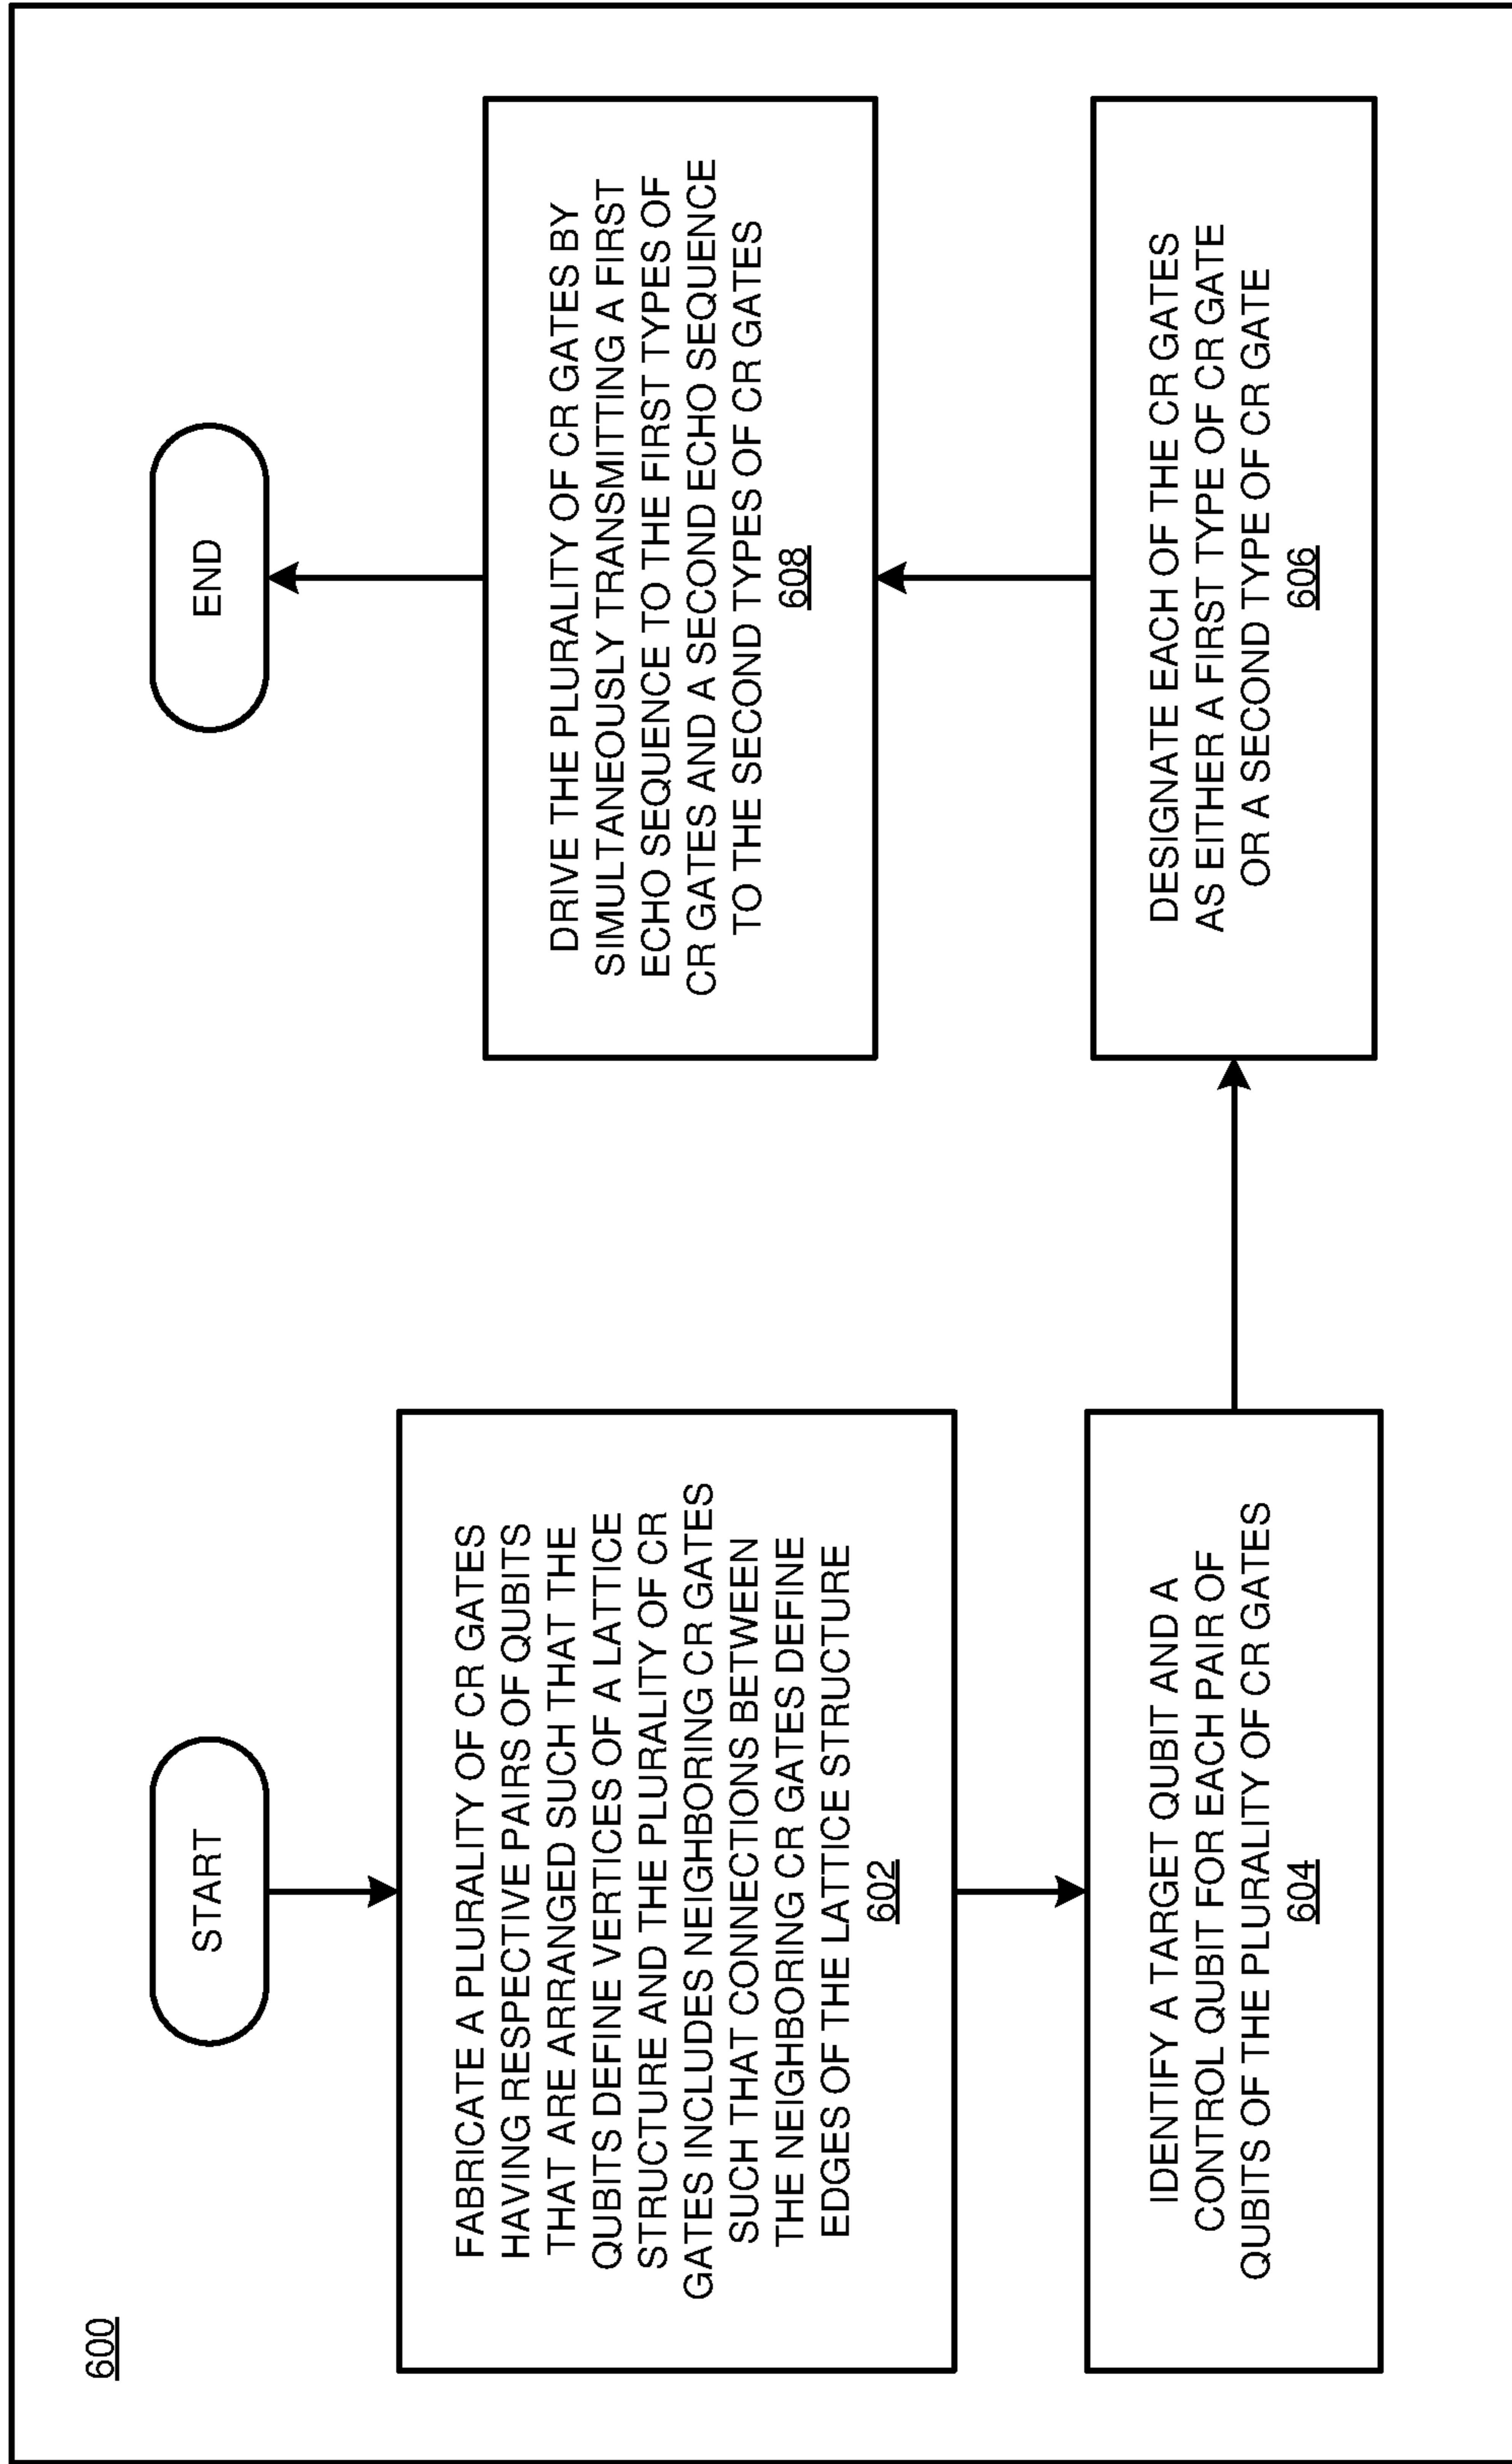 600
START
FABRICATE A PLURALITY OF CR GATES
HAVING RESPECTIVE PAIRS OF QUBITS
THAT ARE ARRANGED SUCH THAT THE
QUBITS DEFINE VERTICES OF A LATTICE
STRUCTURE AND THE PLURALITY OF CR
GATES INCLUDES NEIGHBORING CR GATES
SUCH THAT CONNECTIONS BETWEEN
THE NEIGHBORING CR GATES DEFINE
EDGES OF THE LATTICE STRUCTURE
602
IDENTIFY A TARGET QUBIT AND A
CONTROL QUBIT FOR EACH PAIR OF
QUBITS OF THE PLURALITY OF CR GATES
604
DESIGNATE EACH OF THE CR GATES
AS EITHER A FIRST TYPE OF CR GATE
OR A SECOND TYPE OF CR GATE
606
DRIVE THE PLURALITY OF CR GATES BY
SIMULTANEOUSLY TRANSMITTING A FIRST
ECHO SEQUENCE TO THE FIRST TYPES OF
CR GATES AND A SECOND ECHO SEQUENCE
TO THE SECOND TYPES OF CR GATES
608
END